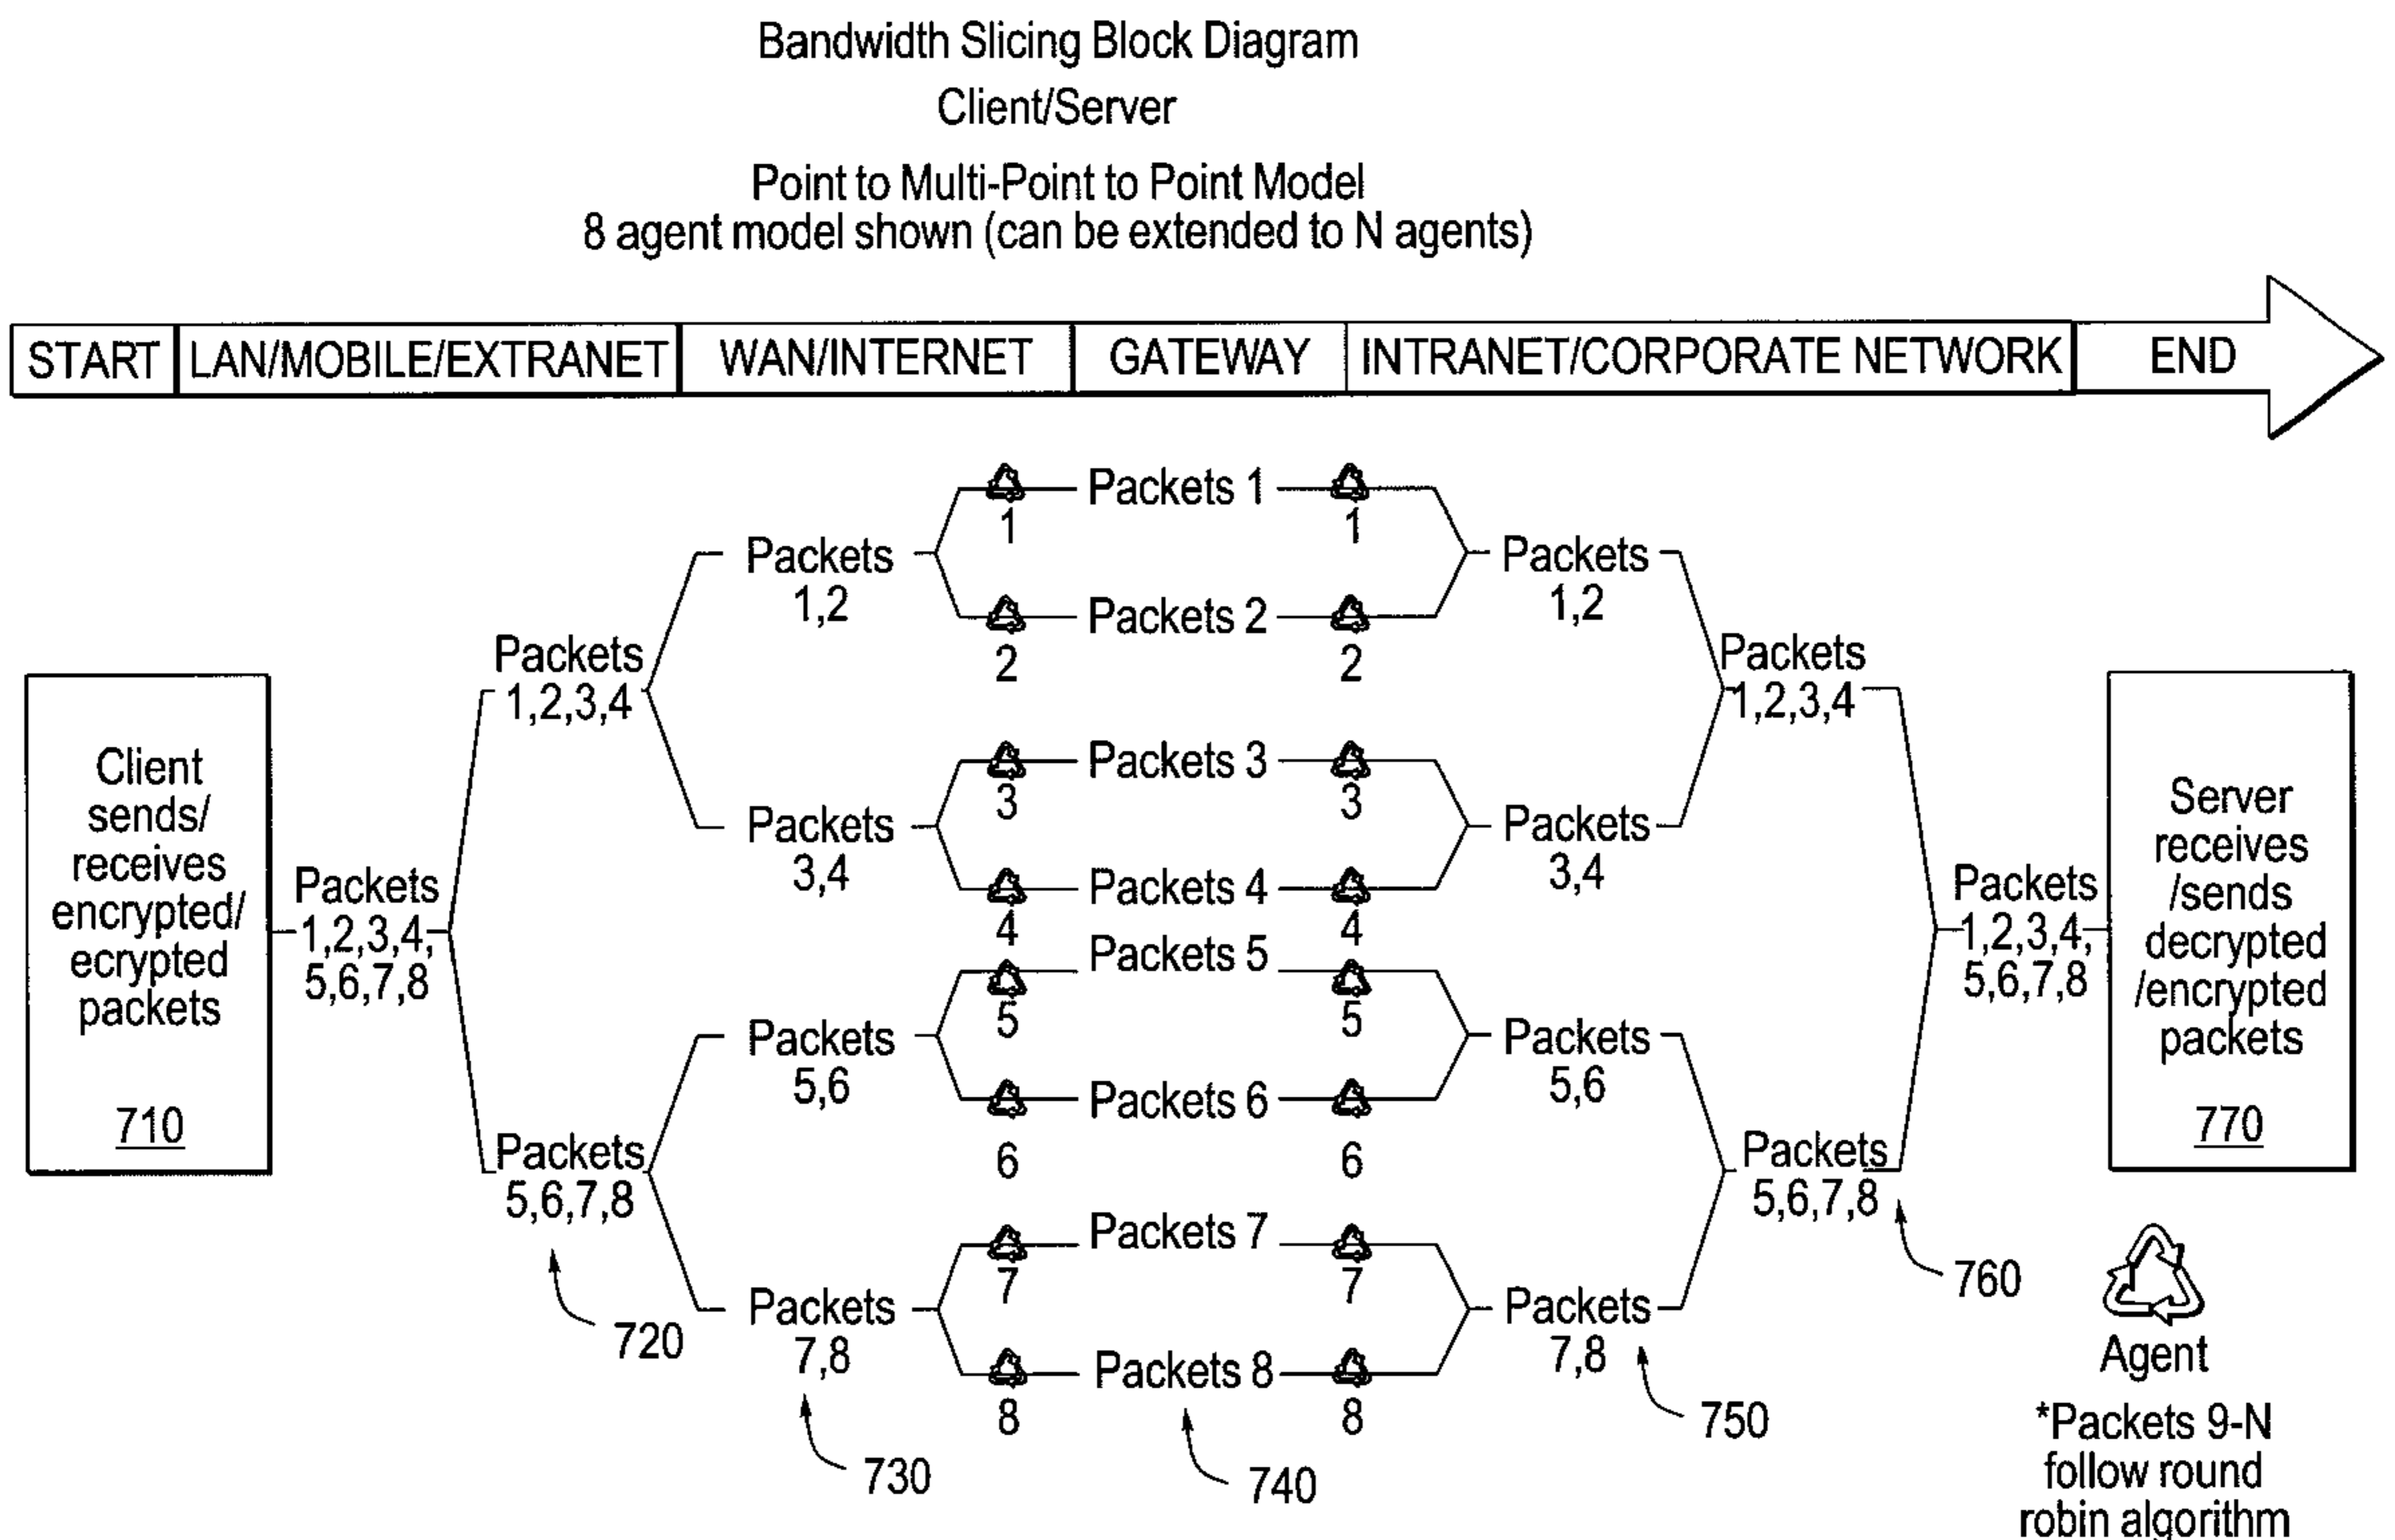 Bandwidth Slicing Block Diagram
Client/Server
Point to Multi-Point to Point Model
8 agent model shown (can be extended to N agents)
START
LAN/MOBILE/EXTRANET
WAN/INTERNET
GATEWAY
INTRANET/CORPORATE NETWORK
END
Client
sends/
receives
encrypted/
ecrypted
packets
710
Packets
1,2,3,4,
5,6,7,8
Packets
1,2,3,4
Packets
5,6,7,8
720
Packets
1,2
Packets
3,4
Packets
5,6
Packets
7,8
730
1
2
3
4
5
6
7
8
Packets 1
Packets 2
Packets 3
Packets 4
Packets 5
Packets 6
Packets 7
Packets 8
740
1
2
3
4
5
6
7
8
Packets
1,2
Packets
3,4
Packets
5,6
Packets
7,8
750
Packets
1,2,3,4
Packets
5,6,7,8
760
Packets
1,2,3,4,
5,6,7,8
Server
receives
/sends
decrypted
/encrypted
packets
770
Agent
*Packets 9-N
follow round
robin algorithm